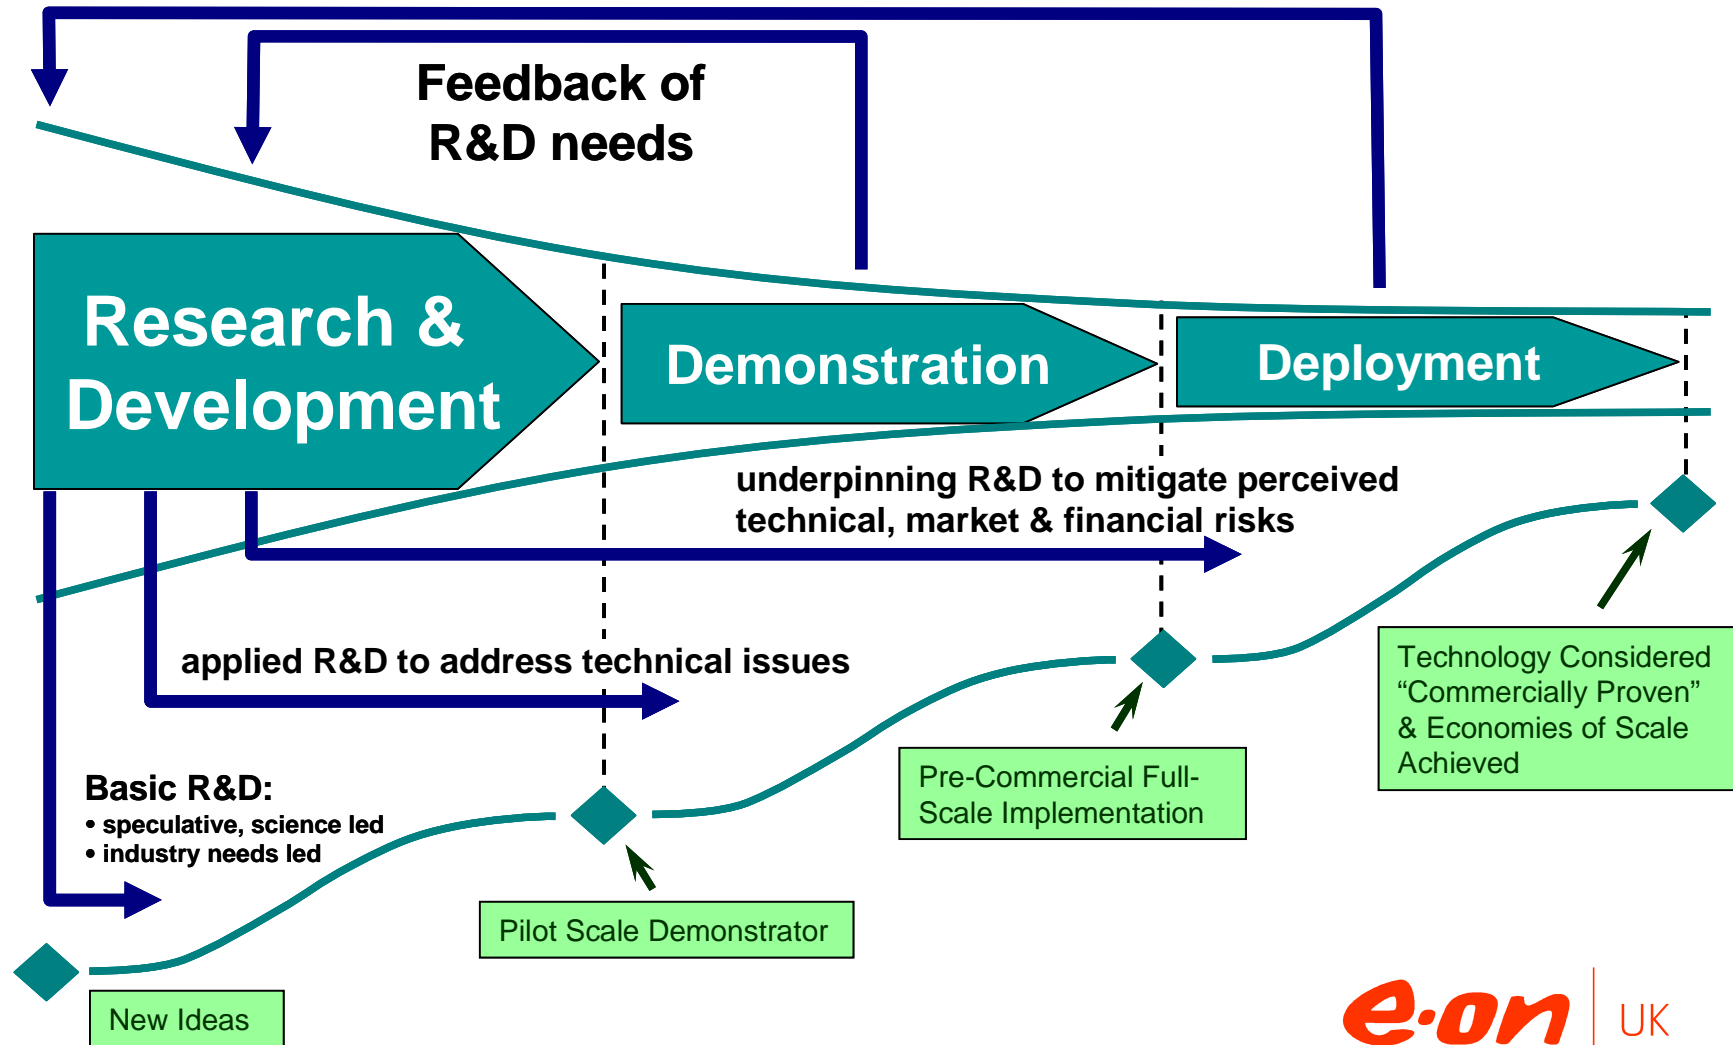 Feedback of
R&D needs
Research &
Development
Demonstration
Deployment
underpinning R&D to mitigate perceived
technical, market & financial risks
applied R&D to address technical issues
Basic R&D:
• speculative, science led
• industry needs led
Technology Considered
“Commercially Proven”
& Economies of Scale
Achieved
Pre-Commercial Full-
Scale Implementation
Pilot Scale Demonstrator
New Ideas
e·on UK